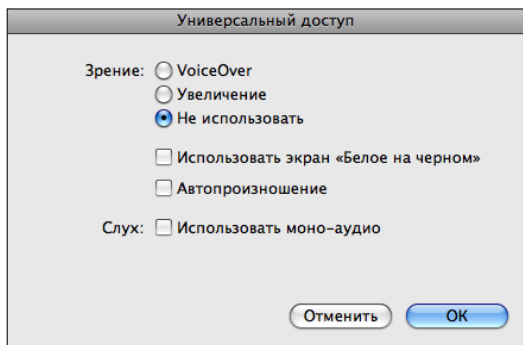 Универсальный доступ
Зрение: VoiceOver
Увеличение
Не использовать
Использовать экран «Белое на черном»
Автопроизношение
Слух: Использовать моно-аудио
Отменить OK